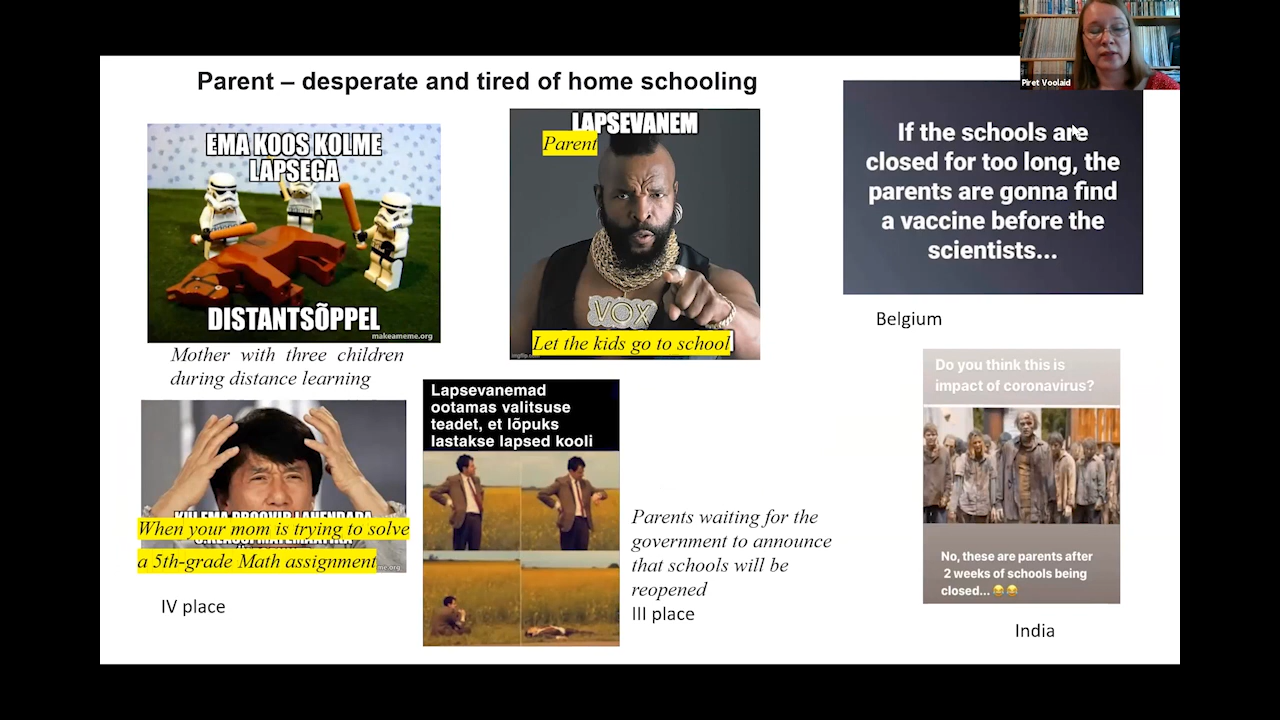 Parent – desperate and tired of home schooling
Piret Voolaid
EMA KOOS KOLME
LAPSEGA
DISTANTSÕPPEL
makeameme.org
Mother with three children
during distance learning
LAPSEVANEM
Parent
VOX
Let the kids go to school
imgflip.com
If the schools are
closed for too long, the
parents are gonna find
a vaccine before the
scientists...
Belgium
When your mom is trying to solve
a 5th-grade Math assignment
me.org
IV place
Lapsevanemad
ootamas valitsuse
teadet, et lõpuks
lastakse lapsed kooli
Parents waiting for the
government to announce
that schools will be
reopened
III place
Do you think this is
impact of coronavirus?
No, these are parents after
2 weeks of schools being
closed... 😂😂
India